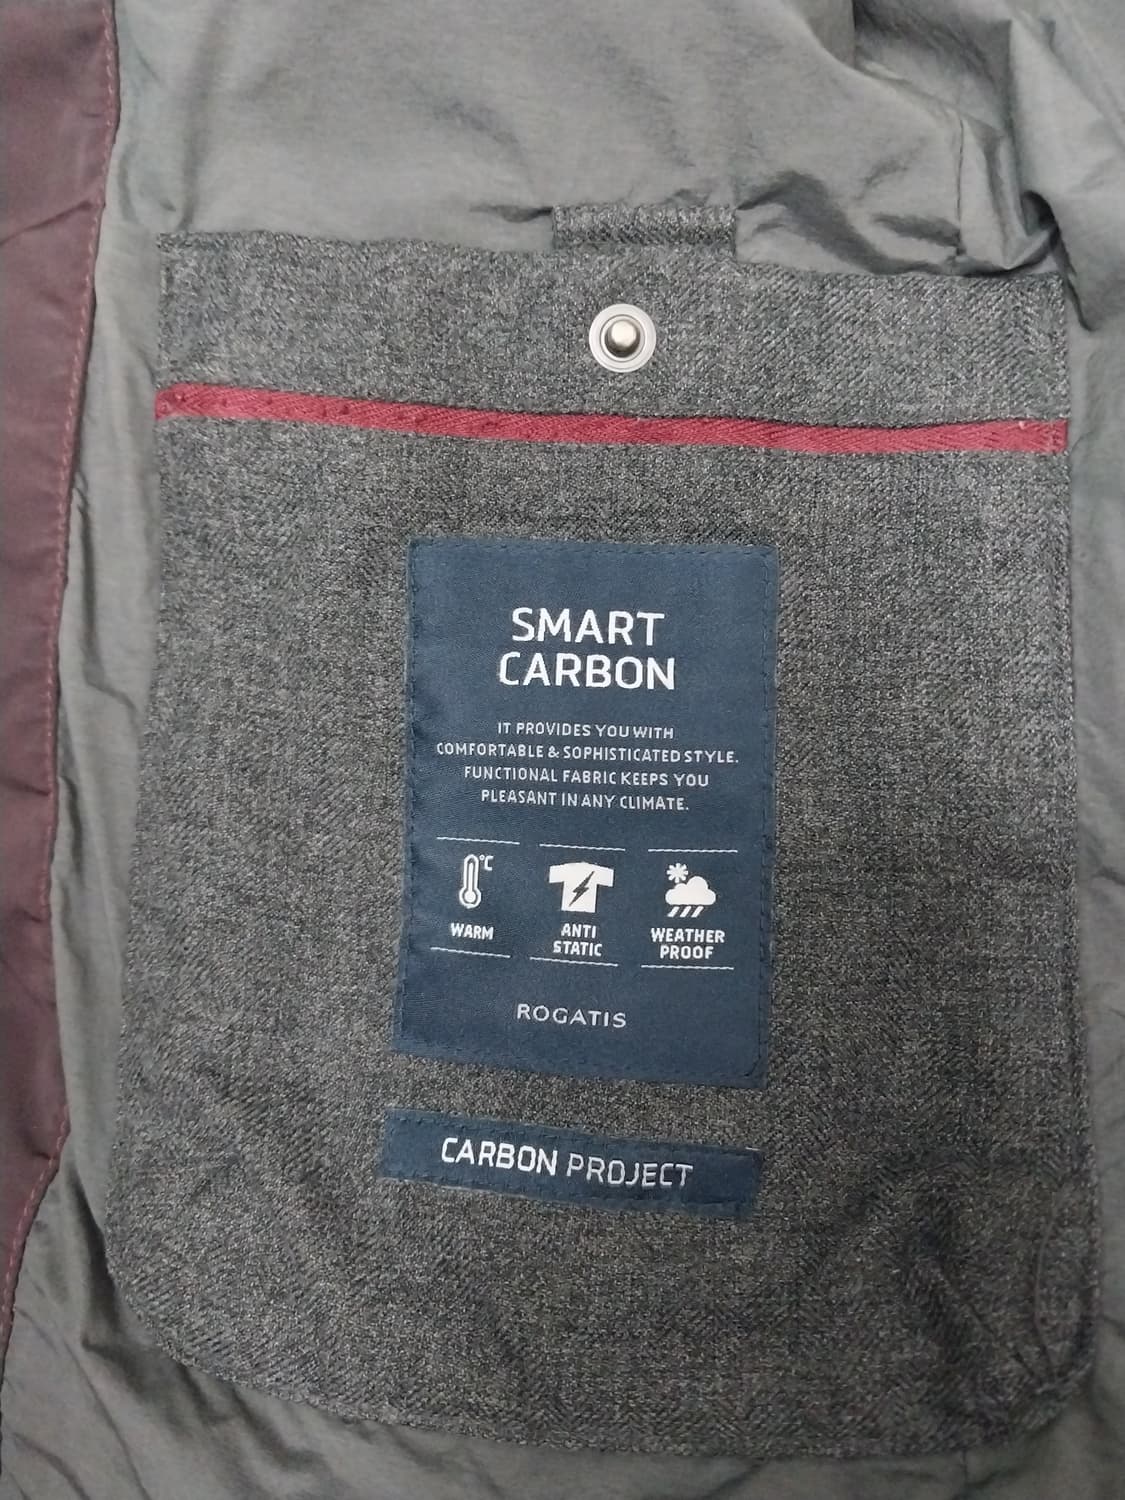 SMART
CARBON
IT PROVIDES YOU WITH
COMFORTABLE & SOPHISTICATED STYLE.
FUNCTIONAL FABRIC KEEPS YOU
PLEASANT IN ANY CLIMATE.
°C
WARM
ANTI
STATIC
WEATHER
PROOF
ROGATIS
CARBON PROJECT